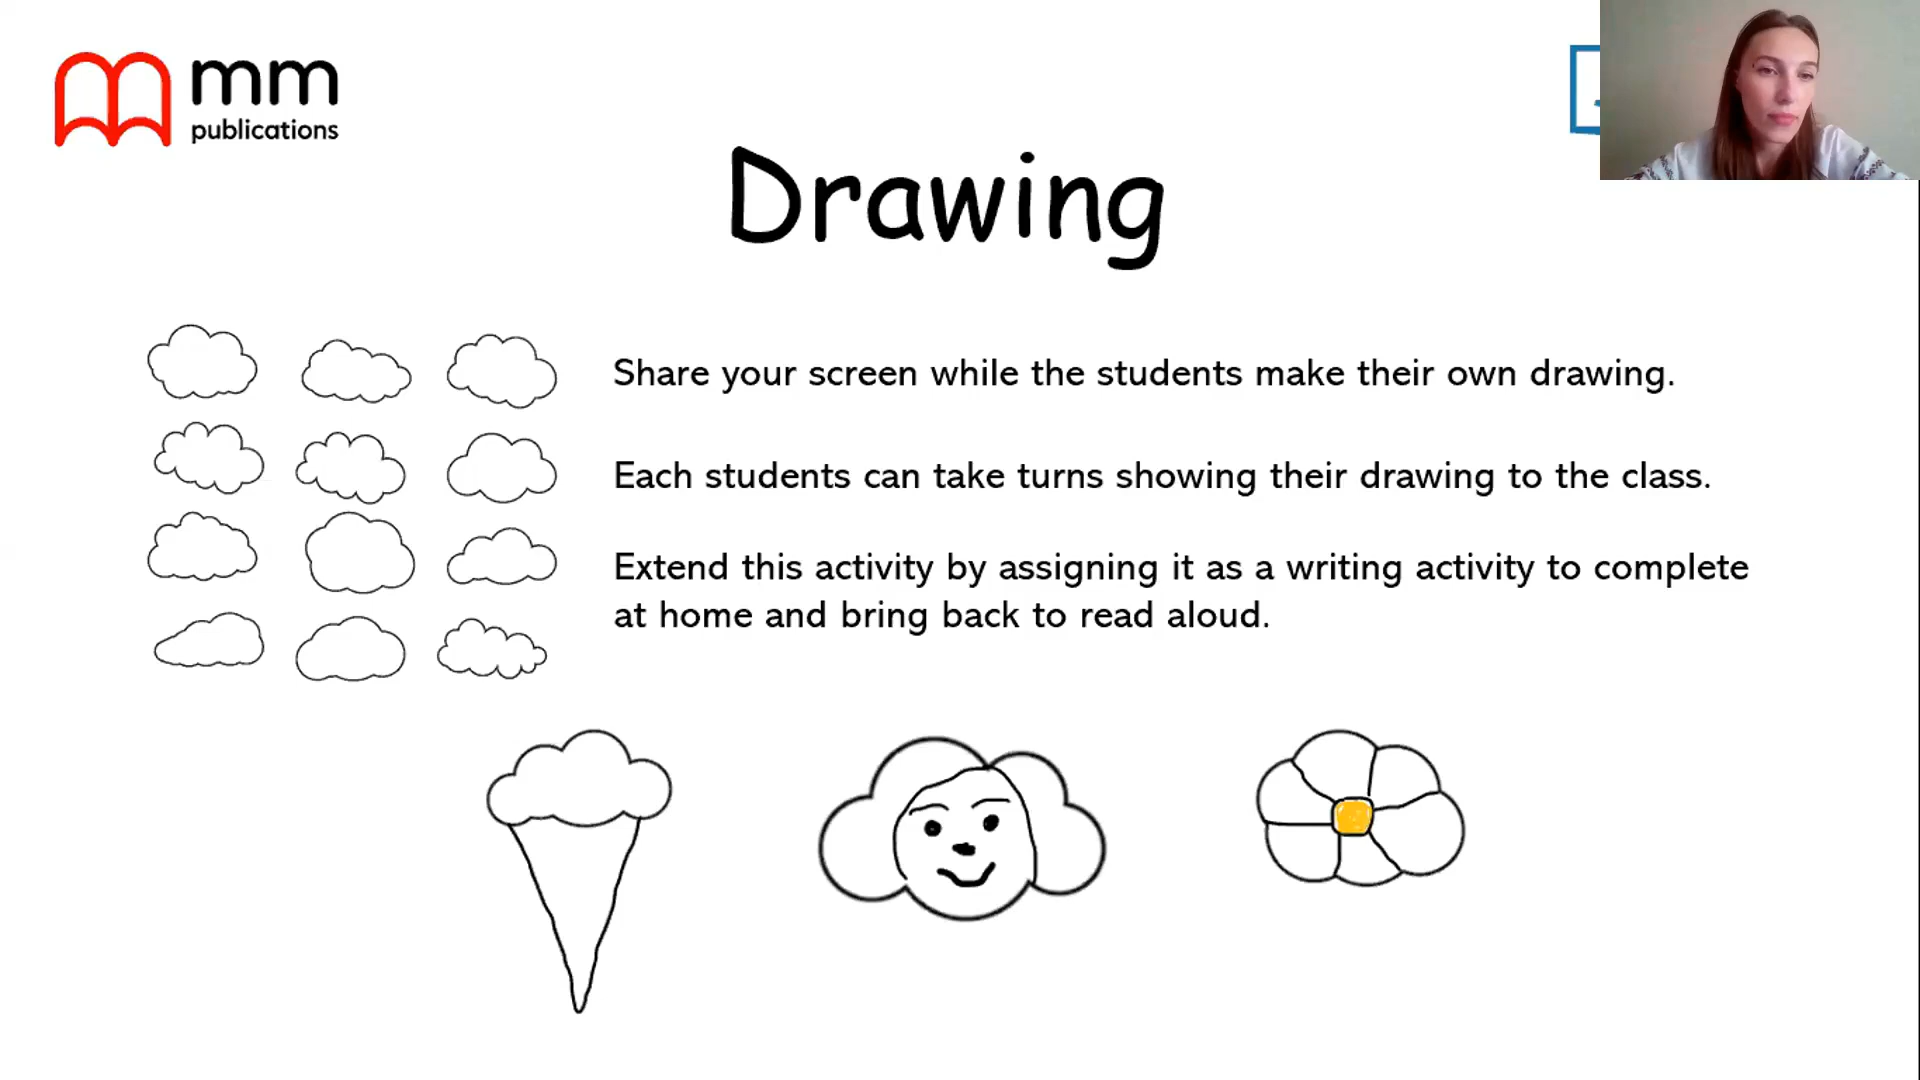 mm
publications
Drawing
Share your screen while the students make their own drawing.
Each students can take turns showing their drawing to the class.
Extend this activity by assigning it as a writing activity to complete
at home and bring back to read aloud.